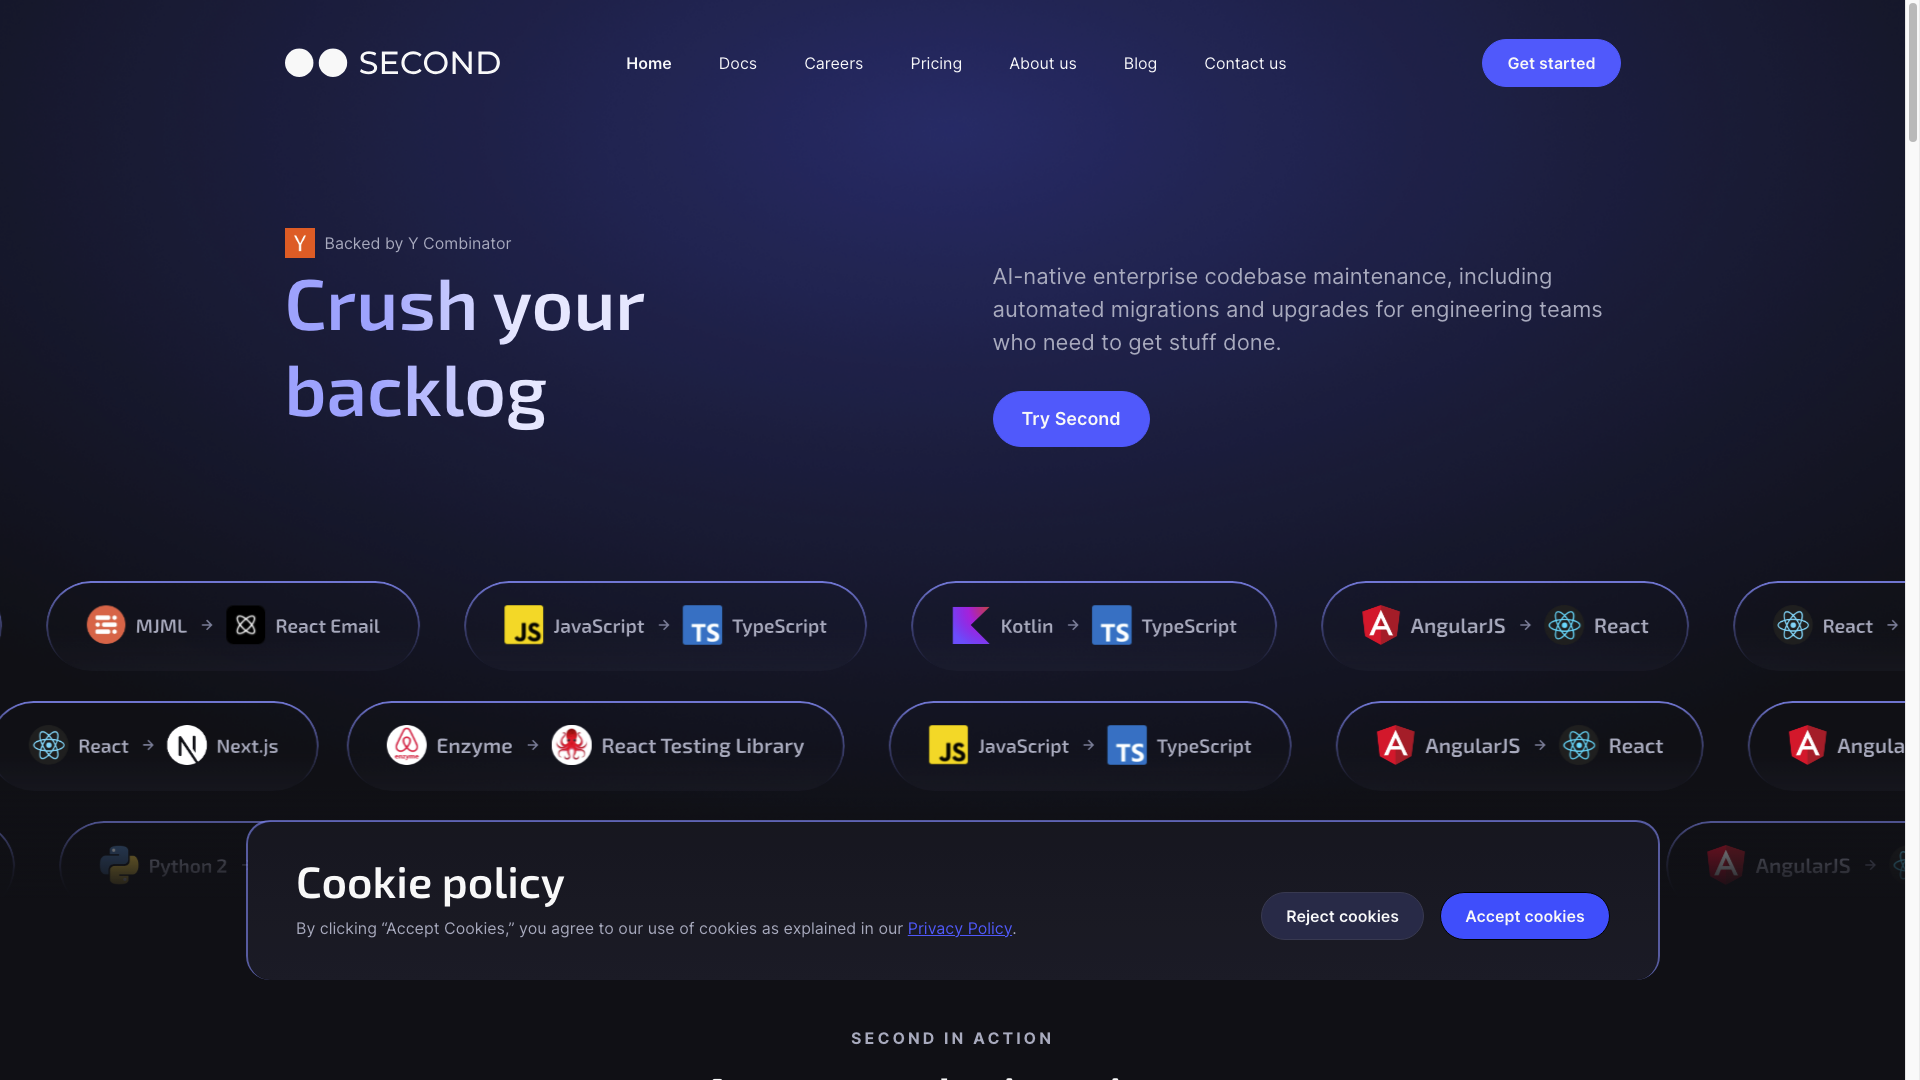 SECOND
Home
Docs
Careers
Pricing
About us
Blog
Contact us
Get started
Y
Backed by Y Combinator
Crush your
backlog
AI-native enterprise codebase maintenance, including
automated migrations and upgrades for engineering teams
who need to get stuff done.
Try Second
MJML → React Email
JS JavaScript → TS TypeScript
Kotlin → TS TypeScript
A AngularJS → React
React →
React → N Next.js
enzyme Enzyme → React Testing Library
JS JavaScript → TS TypeScript
A AngularJS → React
A Angula
Python 2
A AngularJS →
Cookie policy
By clicking “Accept Cookies,” you agree to our use of cookies as explained in our Privacy Policy.
Reject cookies
Accept cookies
SECOND IN ACTION